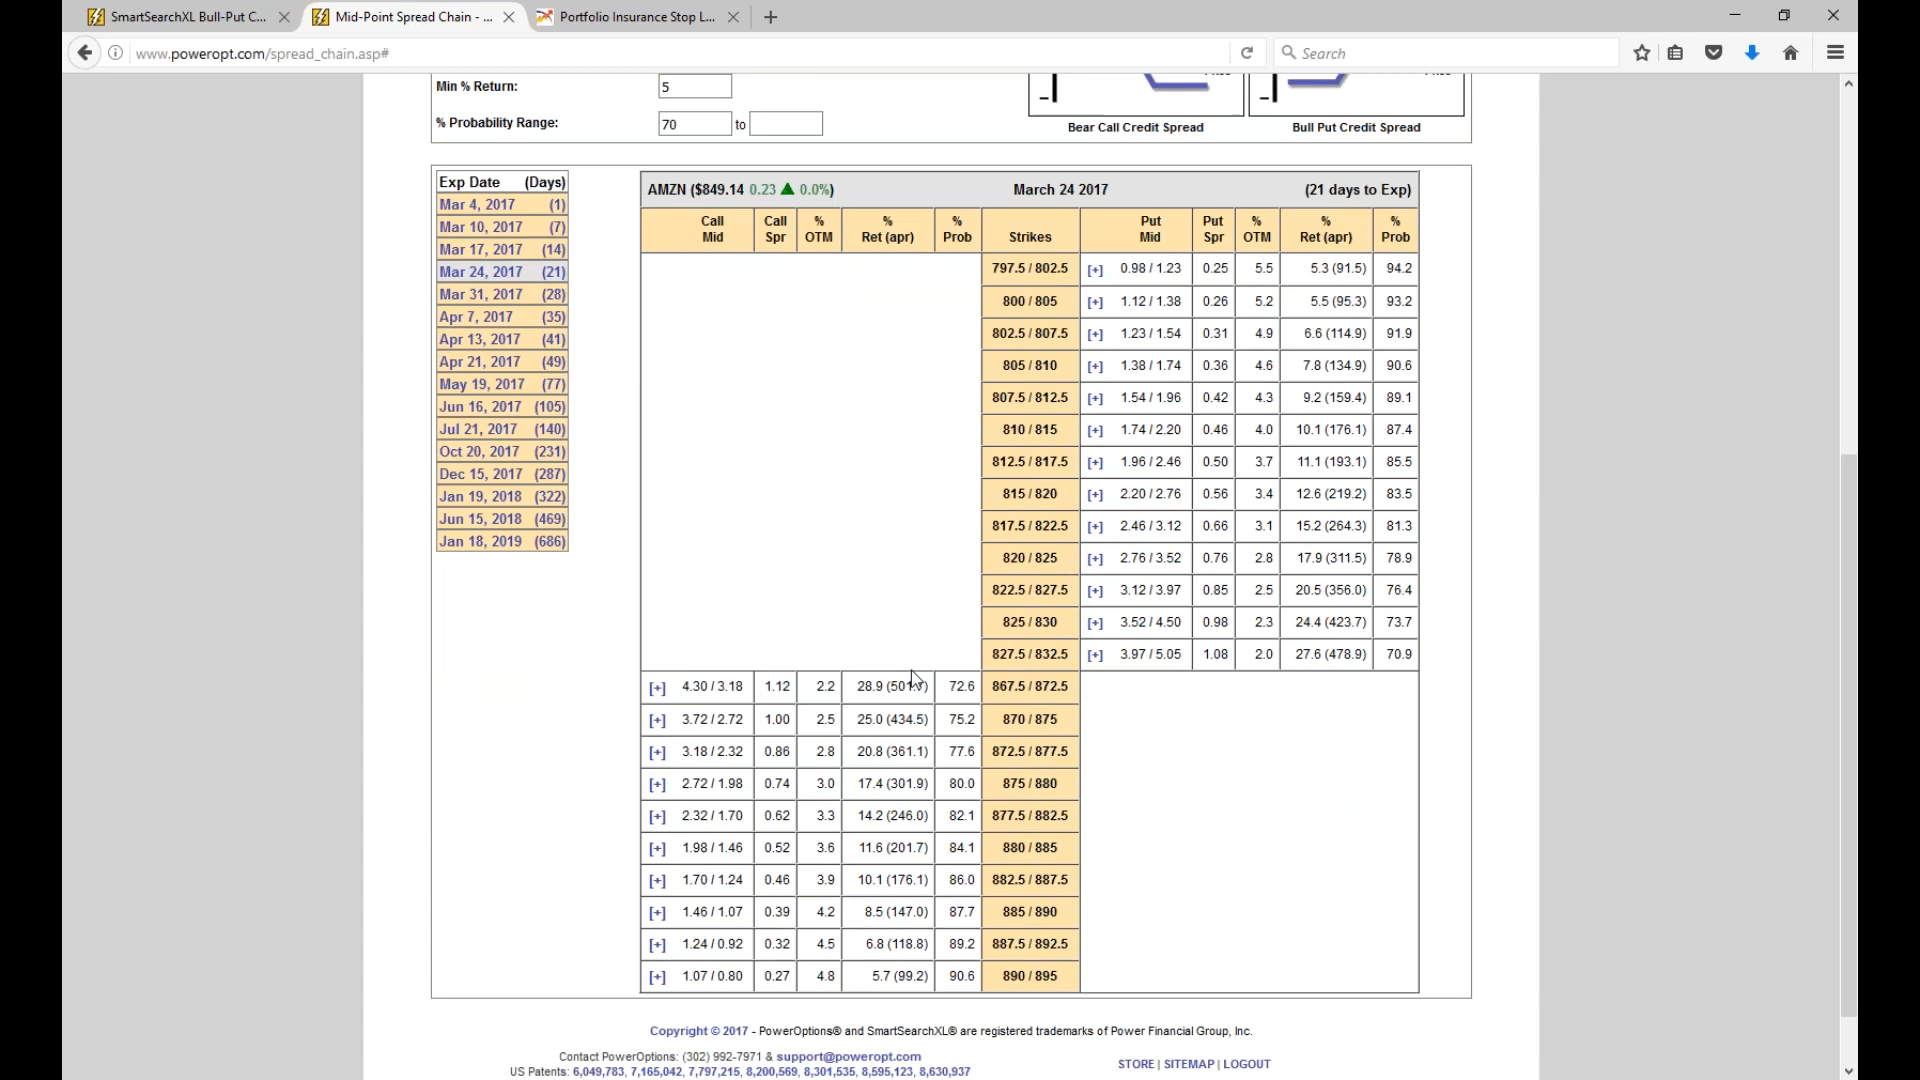 SmartSearchXL Bull-Put C...
Mid-Point Spread Chain - ...
Portfolio Insurance Stop L...
www.poweropt.com/spread_chain.asp#
Search
Min % Return: 5
% Probability Range: 70 to
Bear Call Credit Spread Bull Put Credit Spread
Exp Date (Days)
Mar 4, 2017 (1)
Mar 10, 2017 (7)
Mar 17, 2017 (14)
Mar 24, 2017 (21)
Mar 31, 2017 (28)
Apr 7, 2017 (35)
Apr 13, 2017 (41)
Apr 21, 2017 (49)
May 19, 2017 (77)
Jun 16, 2017 (105)
Jul 21, 2017 (140)
Oct 20, 2017 (231)
Dec 15, 2017 (287)
Jan 19, 2018 (322)
Jun 15, 2018 (469)
Jan 18, 2019 (686)
AMZN ($849.14 0.23 ▲ 0.0%) March 24 2017 (21 days to Exp)
Call Mid Call Spr % OTM % Ret (apr) % Prob Strikes Put Mid Put Spr % OTM % Ret (apr) % Prob
797.5 / 802.5 [+] 0.98 / 1.23 0.25 5.5 5.3 (91.5) 94.2
800 / 805 [+] 1.12 / 1.38 0.26 5.2 5.5 (95.3) 93.2
802.5 / 807.5 [+] 1.23 / 1.54 0.31 4.9 6.6 (114.9) 91.9
805 / 810 [+] 1.38 / 1.74 0.36 4.6 7.8 (134.9) 90.6
807.5 / 812.5 [+] 1.54 / 1.96 0.42 4.3 9.2 (159.4) 89.1
810 / 815 [+] 1.74 / 2.20 0.46 4.0 10.1 (176.1) 87.4
812.5 / 817.5 [+] 1.96 / 2.46 0.50 3.7 11.1 (193.1) 85.5
815 / 820 [+] 2.20 / 2.76 0.56 3.4 12.6 (219.2) 83.5
817.5 / 822.5 [+] 2.46 / 3.12 0.66 3.1 15.2 (264.3) 81.3
820 / 825 [+] 2.76 / 3.52 0.76 2.8 17.9 (311.5) 78.9
822.5 / 827.5 [+] 3.12 / 3.97 0.85 2.5 20.5 (356.0) 76.4
825 / 830 [+] 3.52 / 4.50 0.98 2.3 24.4 (423.7) 73.7
827.5 / 832.5 [+] 3.97 / 5.05 1.08 2.0 27.6 (478.9) 70.9
[+] 4.30 / 3.18 1.12 2.2 28.9 72.6 867.5 / 872.5
[+] 3.72 / 2.72 1.00 2.5 25.0 (434.5) 75.2 870 / 875
[+] 3.18 / 2.32 0.86 2.8 20.8 (361.1) 77.6 872.5 / 877.5
[+] 2.72 / 1.98 0.74 3.0 17.4 (301.9) 80.0 875 / 880
[+] 2.32 / 1.70 0.62 3.3 14.2 (246.0) 82.1 877.5 / 882.5
[+] 1.98 / 1.46 0.52 3.6 11.6 (201.7) 84.1 880 / 885
[+] 1.70 / 1.24 0.46 3.9 10.1 (176.1) 86.0 882.5 / 887.5
[+] 1.46 / 1.07 0.39 4.2 8.5 (147.0) 87.7 885 / 890
[+] 1.24 / 0.92 0.32 4.5 6.8 (118.8) 89.2 887.5 / 892.5
[+] 1.07 / 0.80 0.27 4.8 5.7 (99.2) 90.6 890 / 895
Copyright © 2017 - PowerOptions® and SmartSearchXL® are registered trademarks of Power Financial Group, Inc.
Contact PowerOptions: (302) 992-7971 & support@poweropt.com
STORE | SITEMAP | LOGOUT
US Patents: 6,049,783, 7,165,042, 7,797,215, 8,200,569, 8,301,535, 8,595,123, 8,630,937